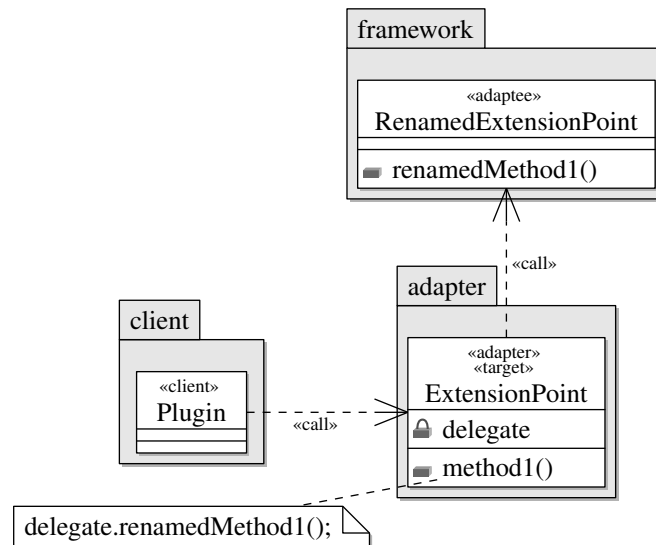 framework
«adaptee»
RenamedExtensionPoint
renamedMethod1()
«call»
adapter
«adapter»
«target»
ExtensionPoint
delegate
method1()
client
«client»
Plugin
«call»
delegate.renamedMethod1();